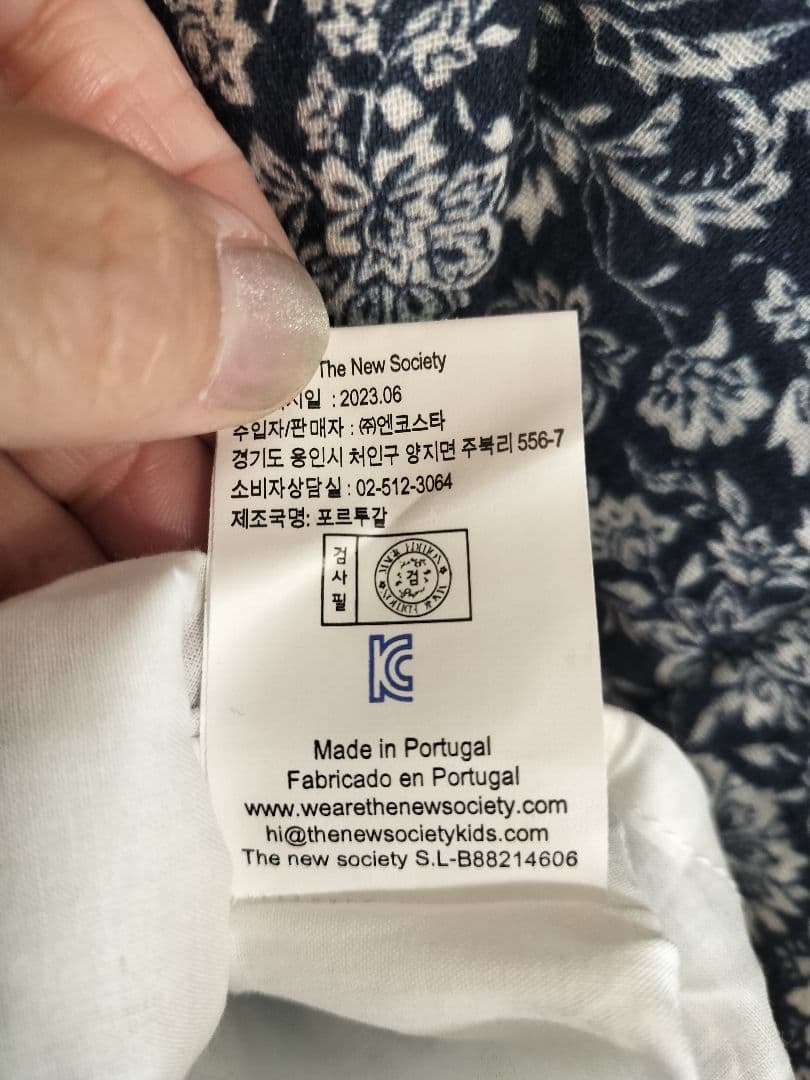 The New Society
시일 : 2023.06
수입자/판매자 : ㈜엔코스타
경기도 용인시 처인구 양지면 주북리 556-7
소비자상담실 : 02-512-3064
제조국명: 포르투갈
검사필
검
KC
Made in Portugal
Fabricado en Portugal
www.wearethenewsociety.com
hi@thenewsocietykids.com
The new society S.L-B88214606